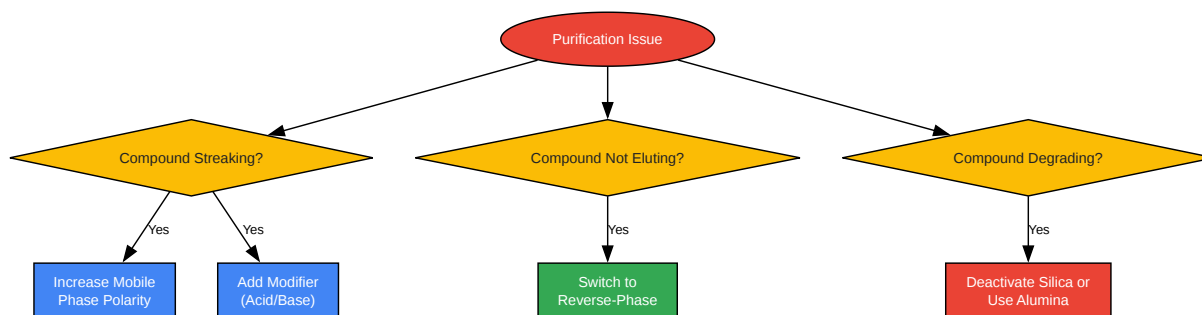 Purification Issue
Compound Streaking?
Compound Not Eluting?
Compound Degrading?
Yes
Yes
Yes
Yes
Increase Mobile
Phase Polarity
Add Modifier
(Acid/Base)
Switch to
Reverse-Phase
Deactivate Silica or
Use Alumina